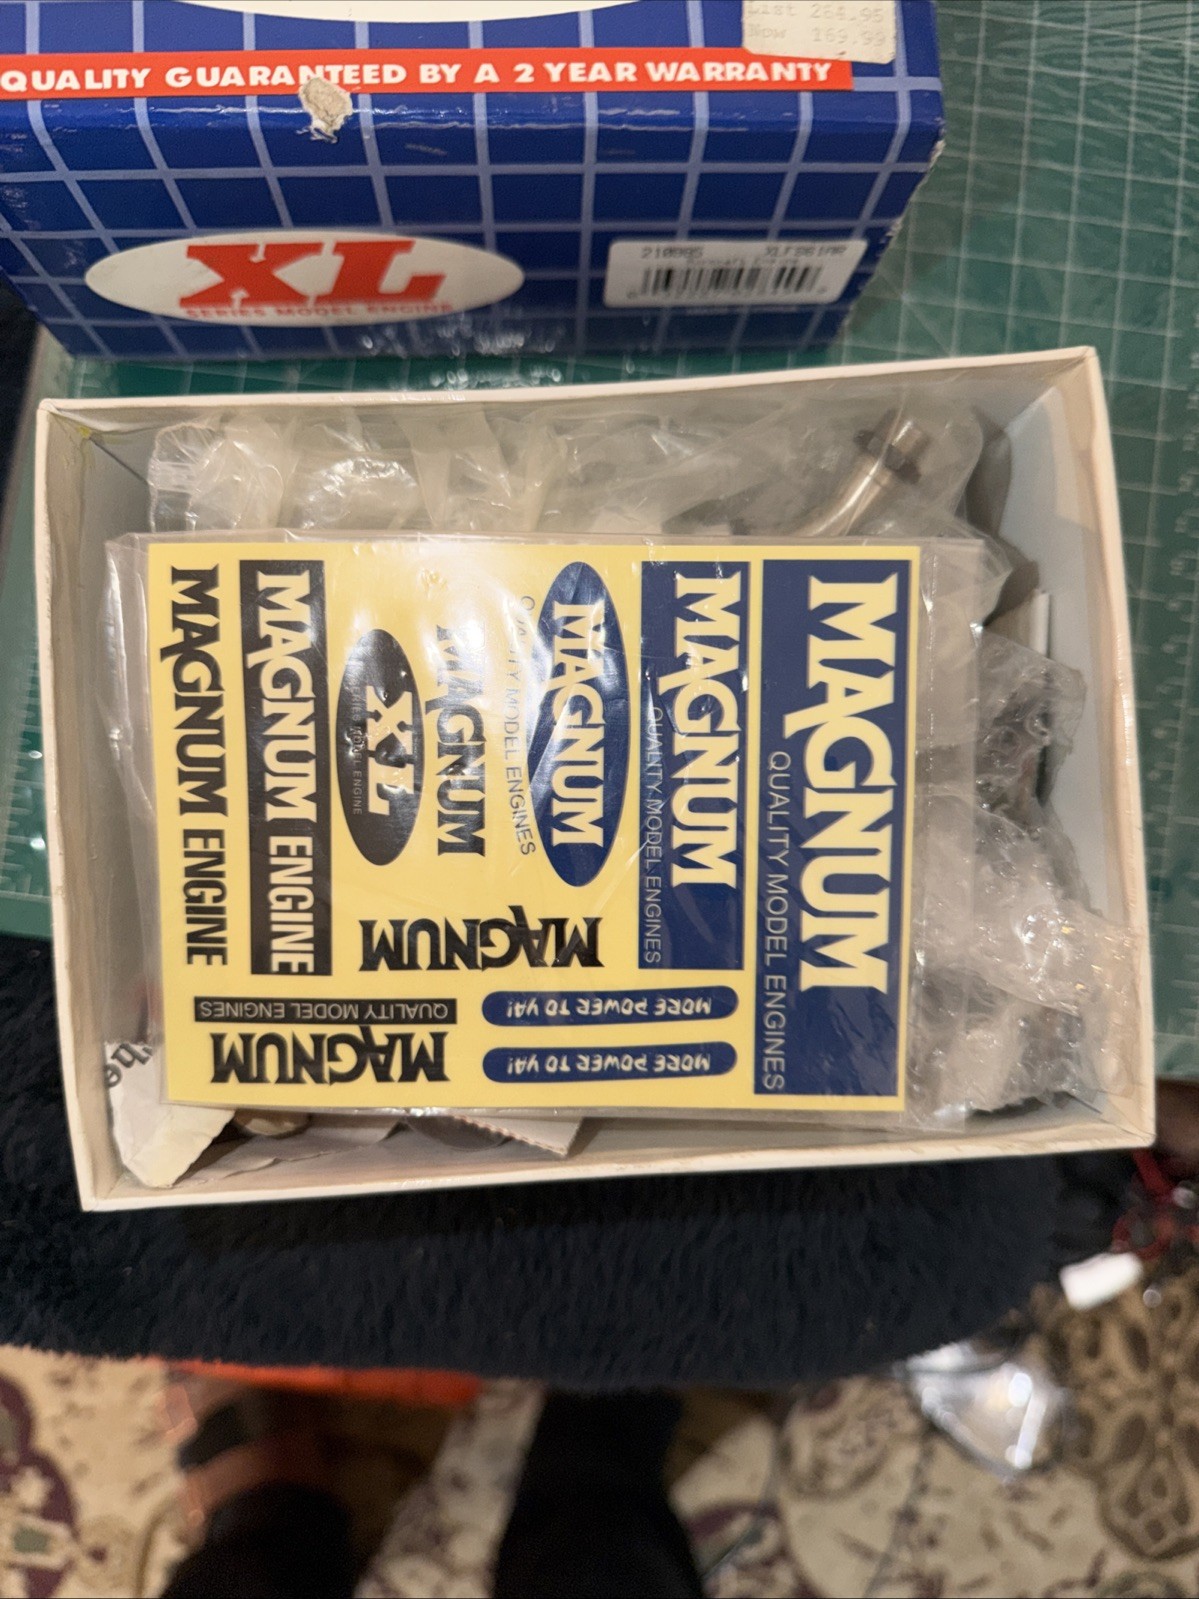 List 264.95
Now 169.99
QUALITY GUARANTEED BY A 2 YEAR WARRANTY
XL
SERIES MODEL ENGINE
210995
MAGNUM
QUALITY MODEL ENGINES
MAGNUM
QUALITY MODEL ENGINES
MAGNUM
MAGNUM
QUALITY MODEL ENGINES
XL
SERIES MODEL ENGINE
MAGNUM ENGINE
MAGNUM ENGINE
MAGNUM
MORE POWER TO YA!
MORE POWER TO YA!
QUALITY MODEL ENGINES
MAGNUM